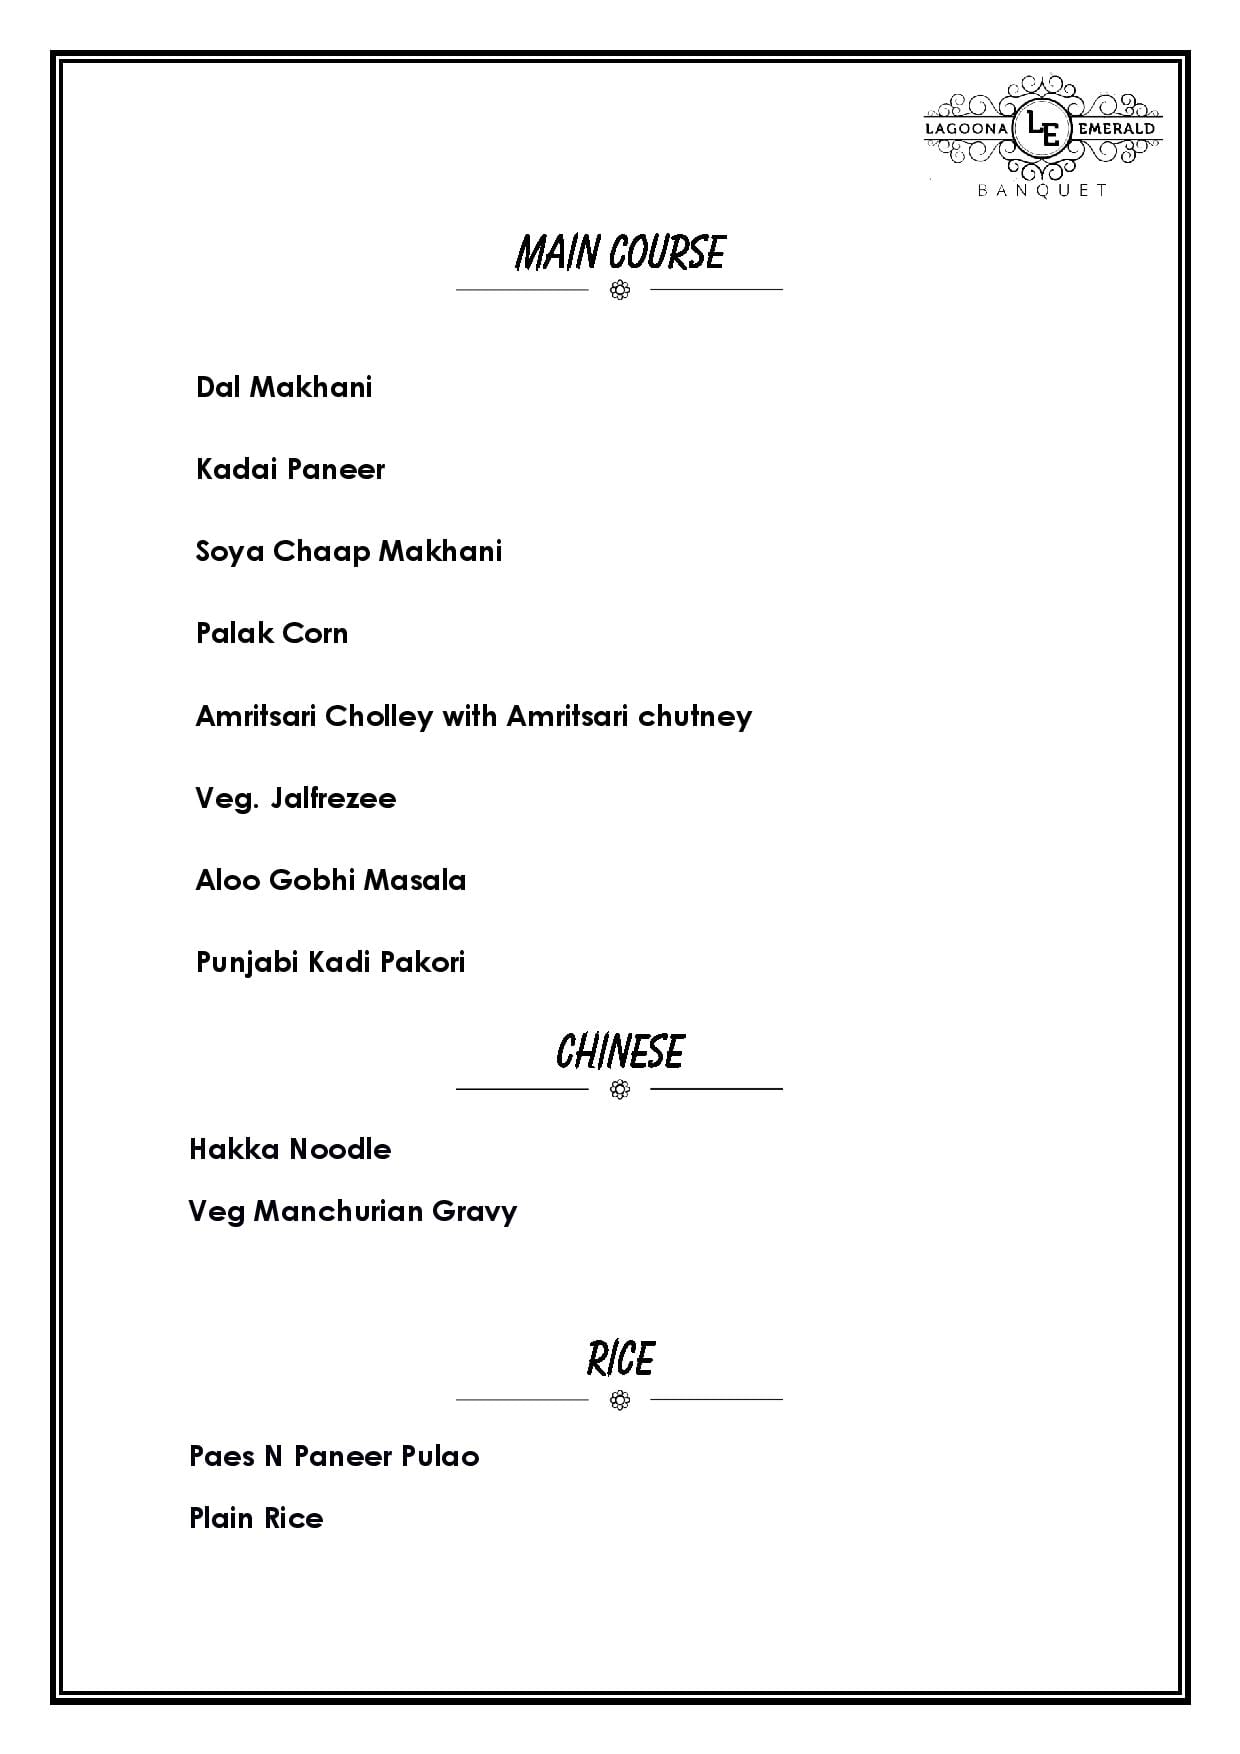 LAGOONA LE EMERALD
BANQUET
MAIN COURSE
Dal Makhani
Kadai Paneer
Soya Chaap Makhani
Palak Corn
Amritsari Cholley with Amritsari chutney
Veg. Jalfrezee
Aloo Gobhi Masala
Punjabi Kadi Pakori
CHINESE
Hakka Noodle
Veg Manchurian Gravy
RICE
Paes N Paneer Pulao
Plain Rice